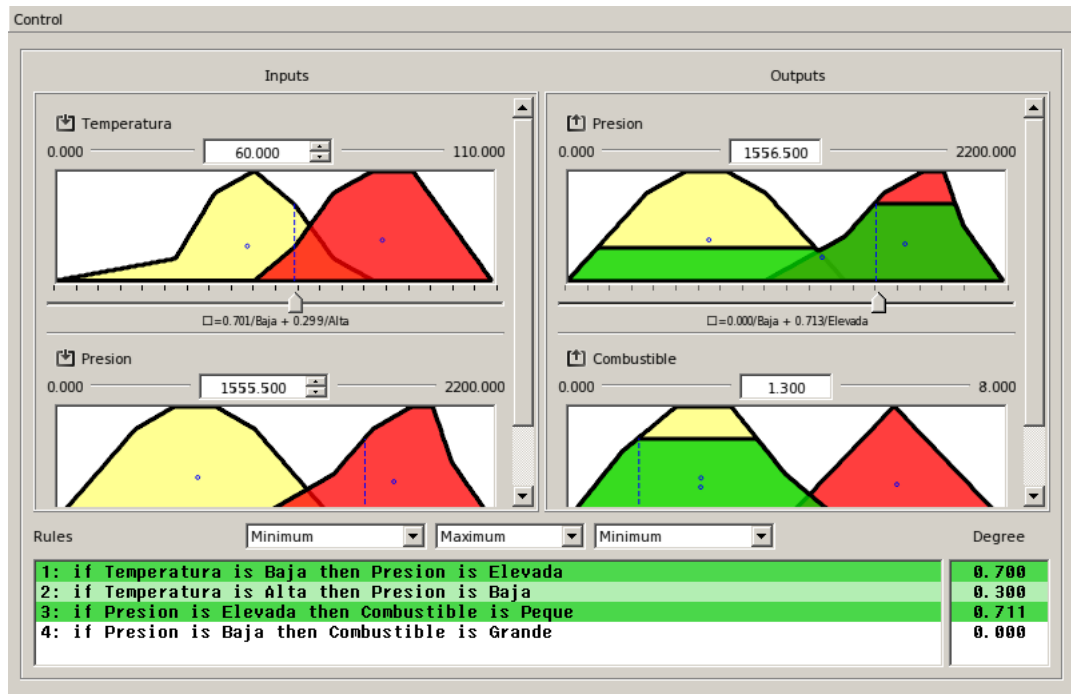 Control
Inputs
Outputs
Temperatura
0.000 60.000 110.000
□=0.701/Baja + 0.299/Alta
Presion
0.000 1555.500 2200.000
Presion
0.000 1556.500 2200.000
□=0.000/Baja + 0.713/Elevada
Combustible
0.000 1.300 8.000
Rules Minimum Maximum Minimum Degree
1: if Temperatura is Baja then Presion is Elevada 0.700
2: if Temperatura is Alta then Presion is Baja 0.300
3: if Presion is Elevada then Combustible is Peque 0.711
4: if Presion is Baja then Combustible is Grande 0.000